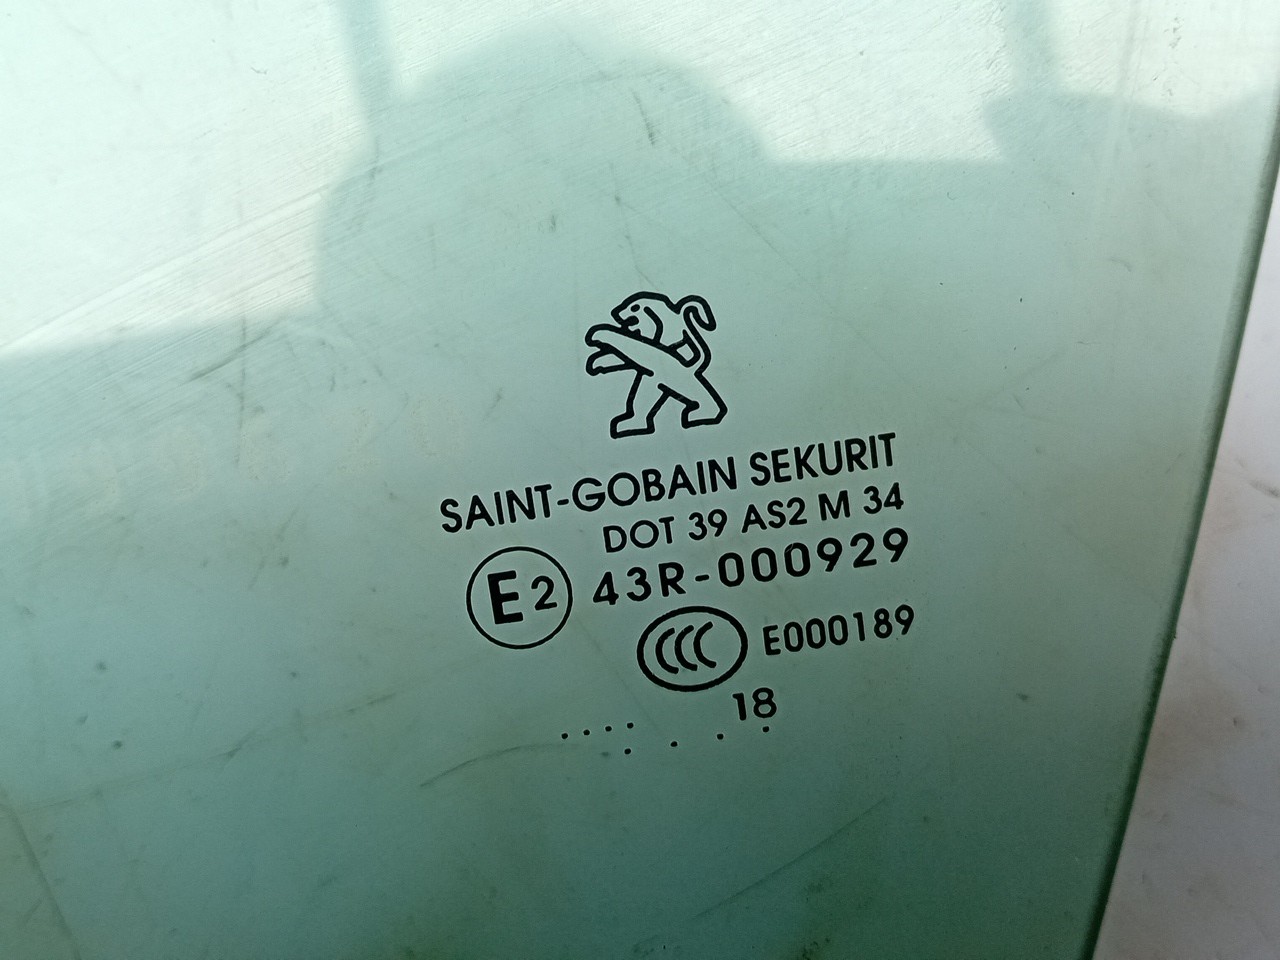 SAINT-GOBAIN SEKURIT
DOT 39 AS2 M 34
E2 43R-000929
CCC E000189
18